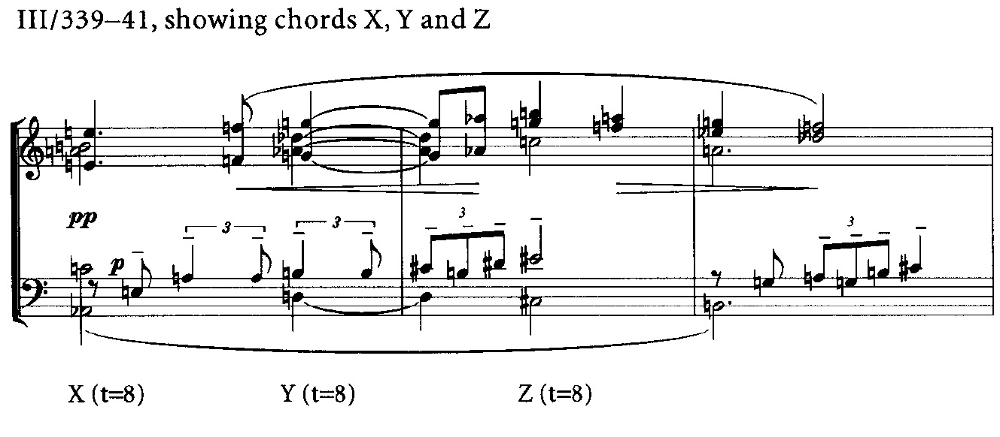 III/339–41, showing chords X, Y and Z
3
pp
3
3
3
p
X (t=8) Y (t=8) Z (t=8)